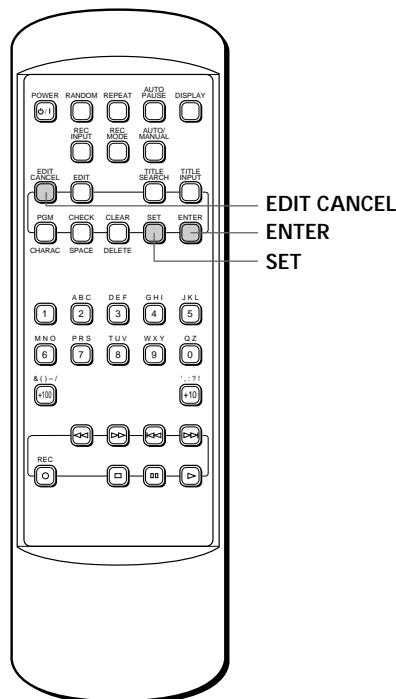 POWER RANDOM REPEAT AUTO PAUSE DISPLAY
I
REC INPUT REC MODE AUTO/MANUAL
EDIT CANCEL EDIT TITLE SEARCH TITLE INPUT
EDIT CANCEL
ENTER
SET
PGM CHECK CLEAR SET ENTER
CHARAC SPACE DELETE
ABC DEF GHI JKL
1 2 3 4 5
MNO PRS TUV WXY QZ
6 7 8 9 0
&()–/ ',:?!
+100 +10
REC